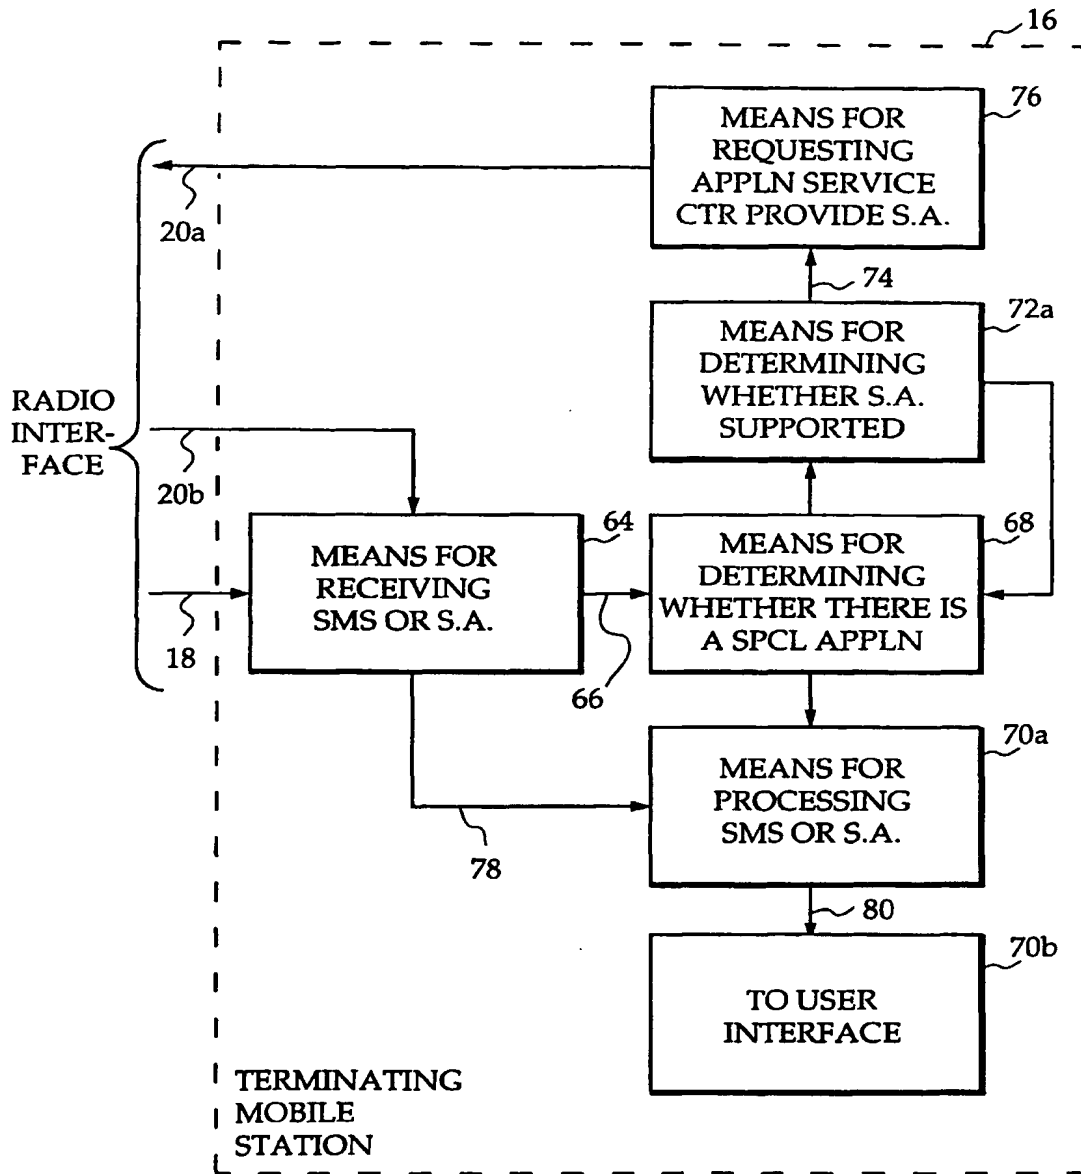 16
MEANS FOR
REQUESTING
APPLN SERVICE
CTR PROVIDE S.A.
76
20a
74
MEANS FOR
DETERMINING
WHETHER S.A.
SUPPORTED
72a
RADIO
INTER-
FACE
20b
MEANS FOR
RECEIVING
SMS OR S.A.
64
MEANS FOR
DETERMINING
WHETHER THERE IS
A SPCL APPLN
68
18
66
MEANS FOR
PROCESSING
SMS OR S.A.
70a
78
80
TO USER
INTERFACE
70b
TERMINATING
MOBILE
STATION